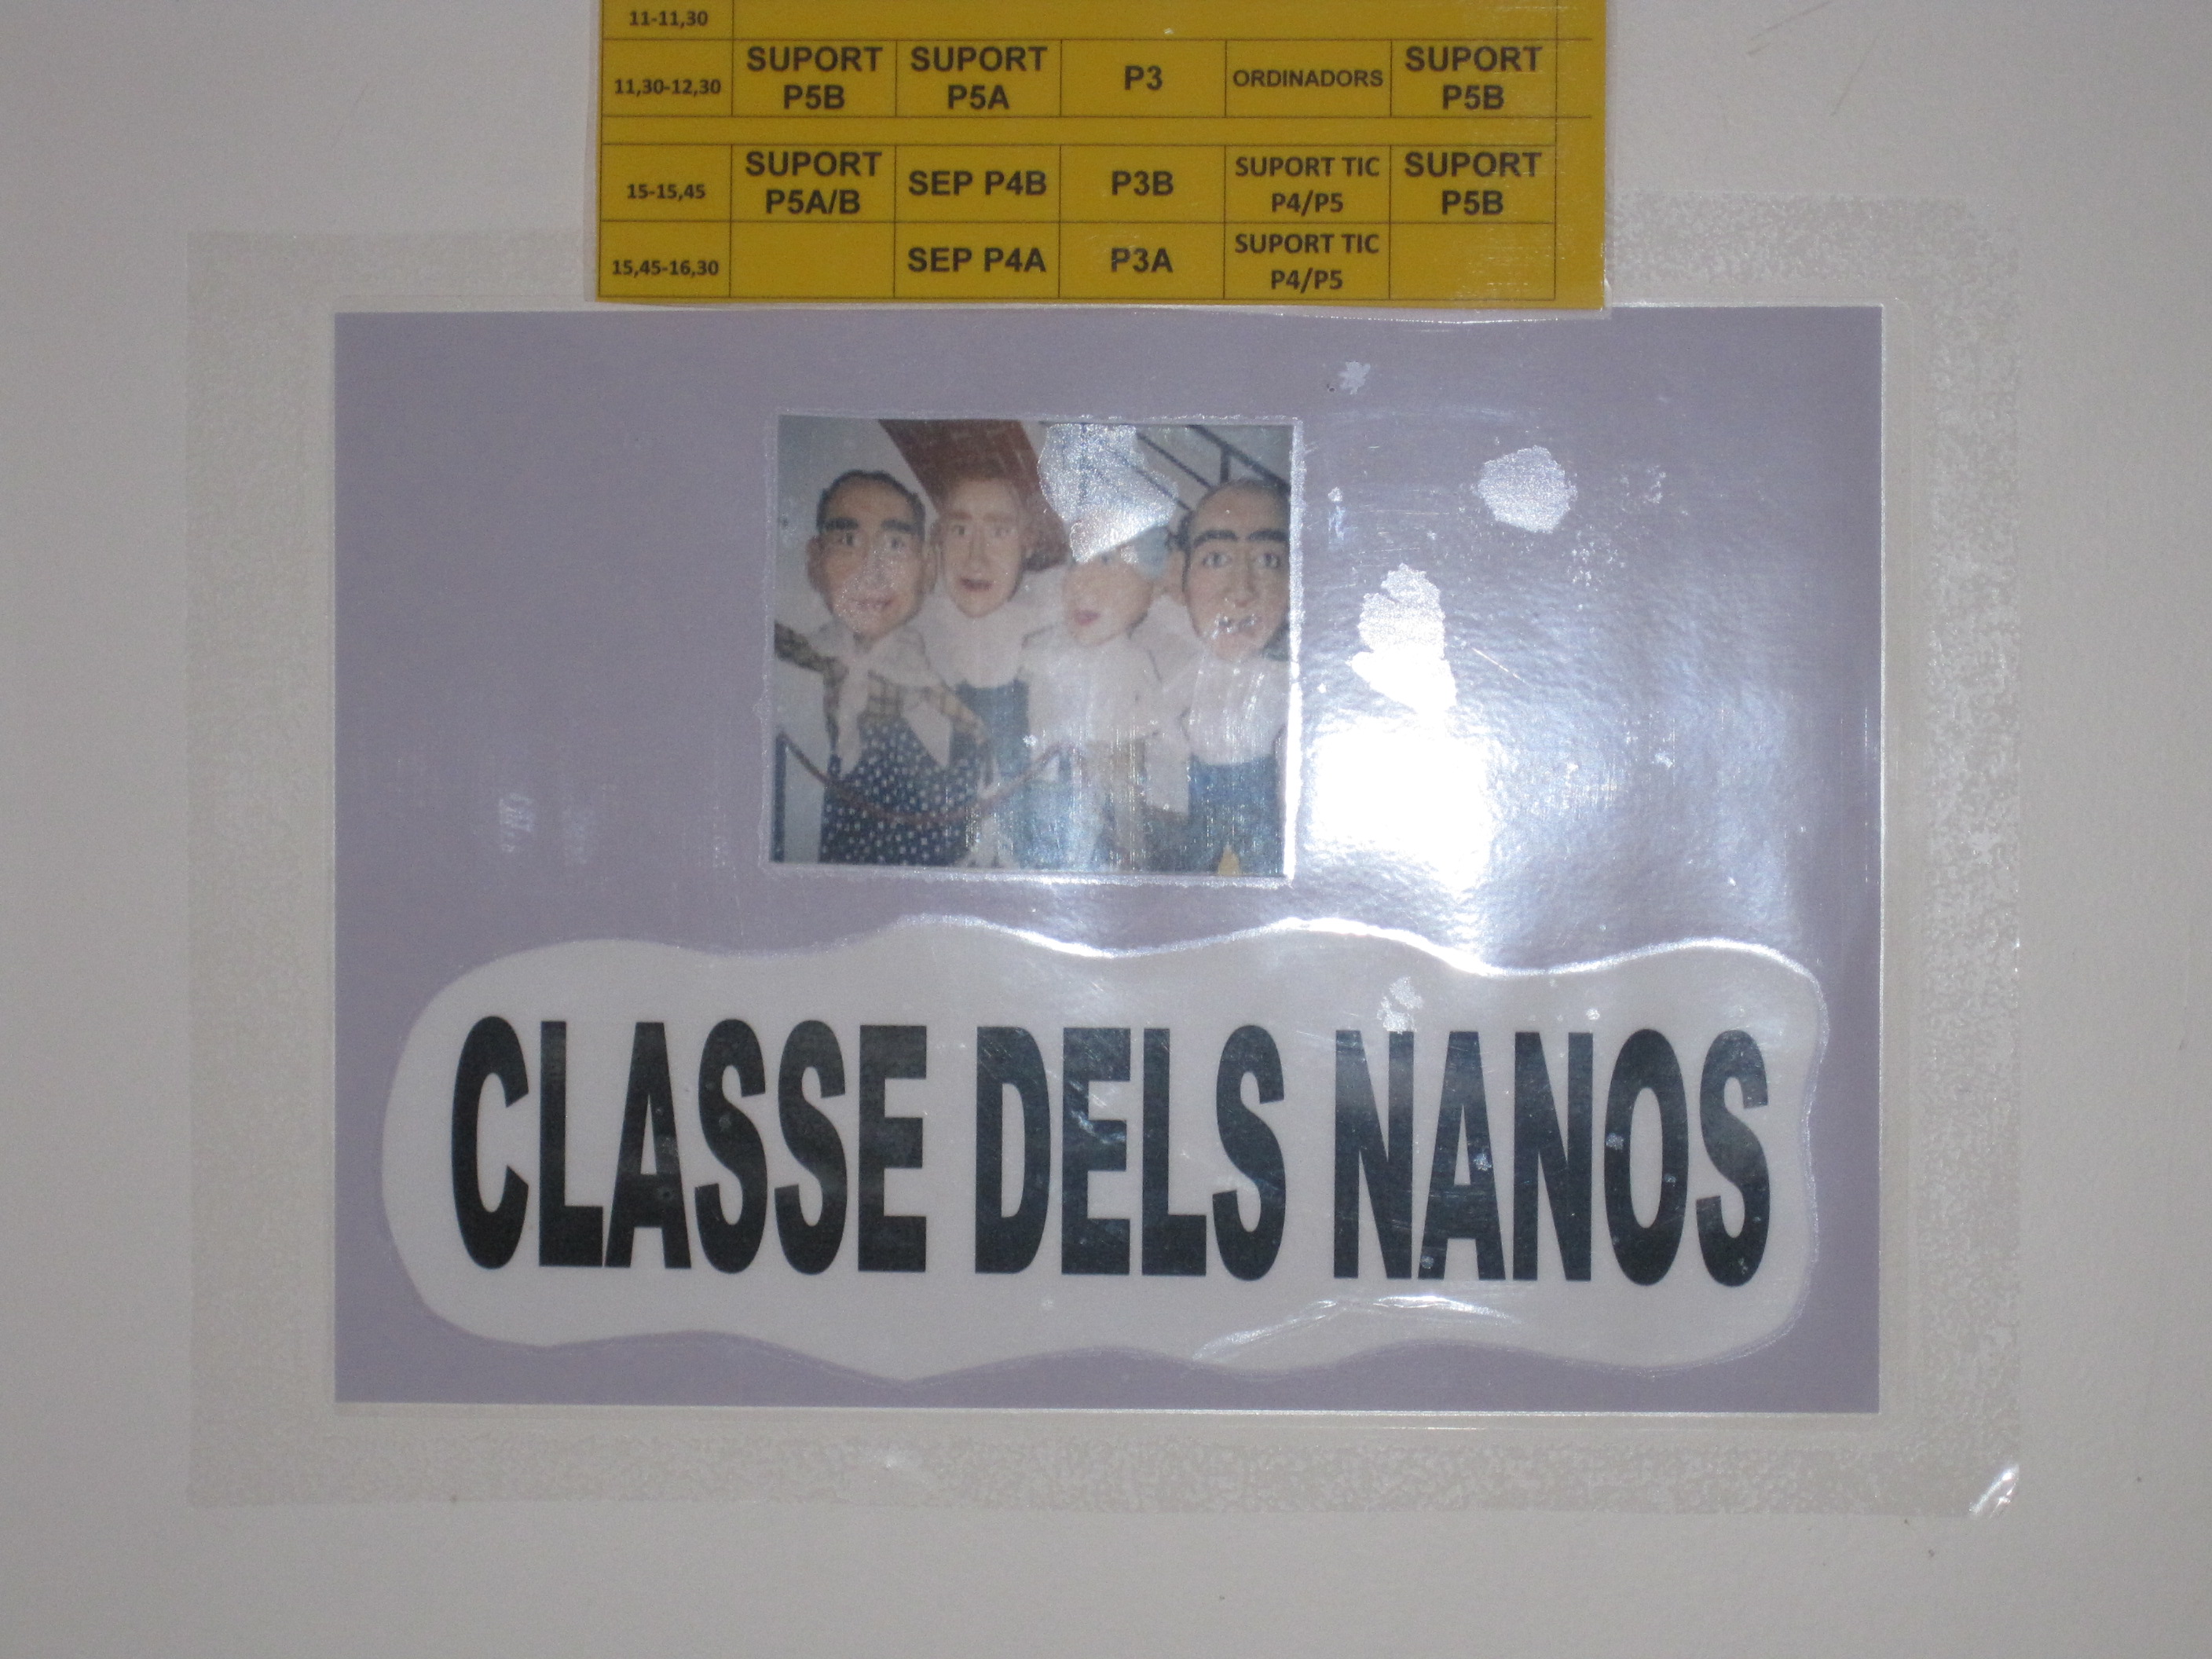 11-11,30
11,30-12,30 SUPORT P5B SUPORT P5A P3 ORDINADORS SUPORT P5B
15-15,45 SUPORT P5A/B SEP P4B P3B SUPORT TIC P4/P5 SUPORT P5B
15,45-16,30 SEP P4A P3A SUPORT TIC P4/P5
CLASSE DELS NANOS